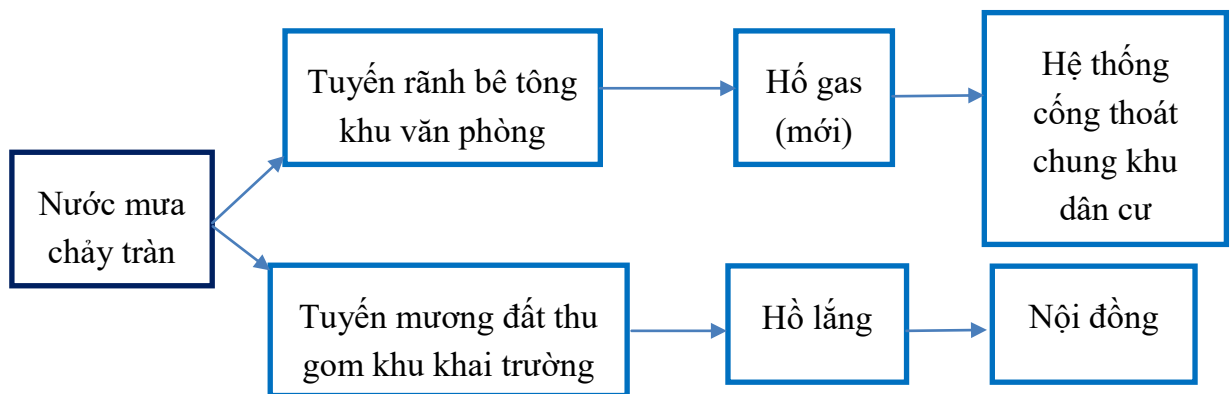 Nước mưa
chảy tràn
Tuyến rãnh bê tông
khu văn phòng
Hố gas
(mới)
Hệ thống
cống thoát
chung khu
dân cư
Tuyến mương đất thu
gom khu khai trường
Hồ lắng
Nội đồng